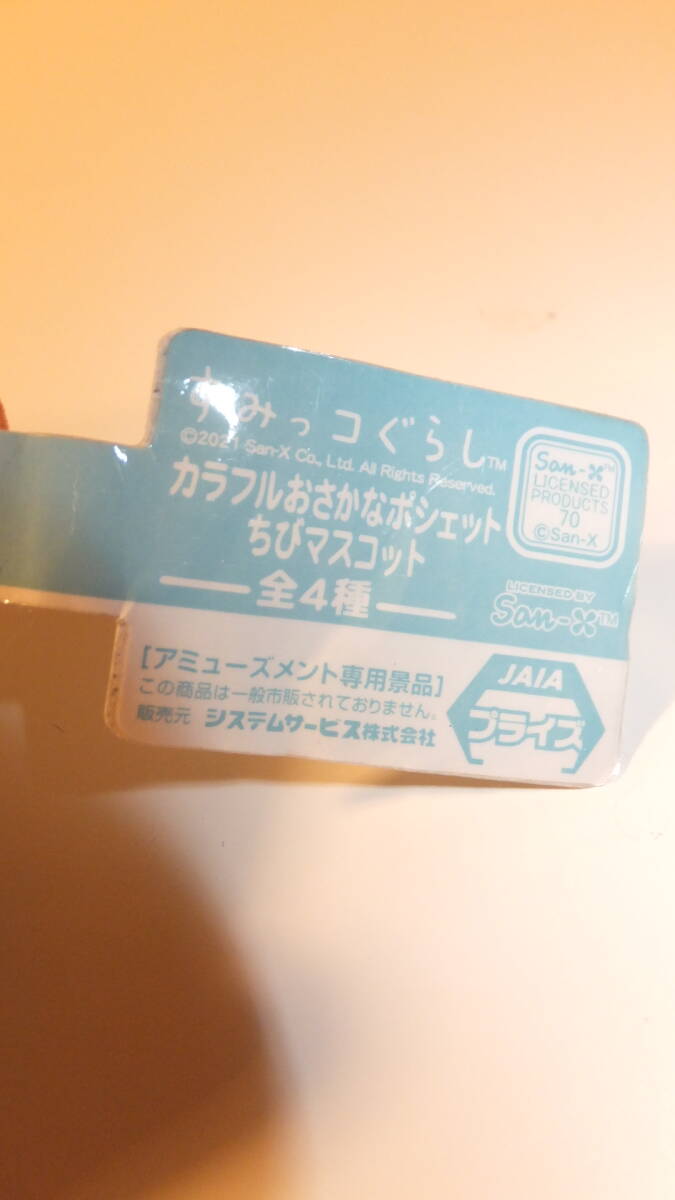 すみっコぐらし™
©2021 San-X Co., Ltd. All Rights Reserved.
カラフルおさかなポシェット
ちびマスコット
全4種
San-X™
LICENSED
PRODUCTS
70
©San-X
LICENSED BY
San-X™
[アミューズメント専用景品]
この商品は一般市販されておりません。
販売元 システムサービス株式会社
JAIA
プライズ